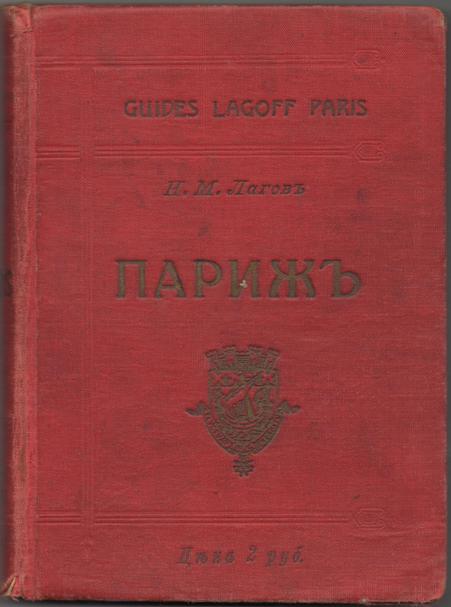 GUIDES LAGOFF PARIS
Н. М. Лаговъ
ПАРИЖЪ
Цѣна 2 руб.